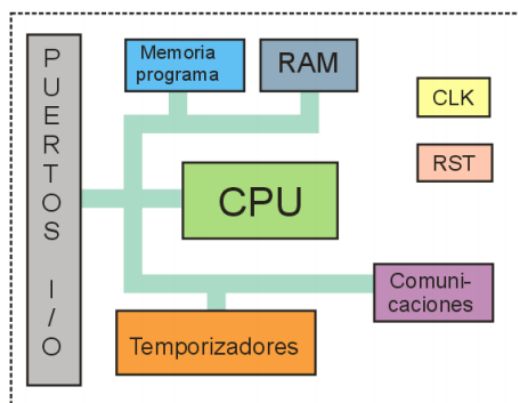 PUERTOS I/O
Memoria
programa
RAM
CLK
RST
CPU
Comuni-
caciones
Temporizadores